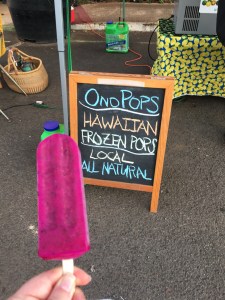 ONOPOPS
HAWAIIAN
FROZEN POPS
LOCAL
ALL NATURAL